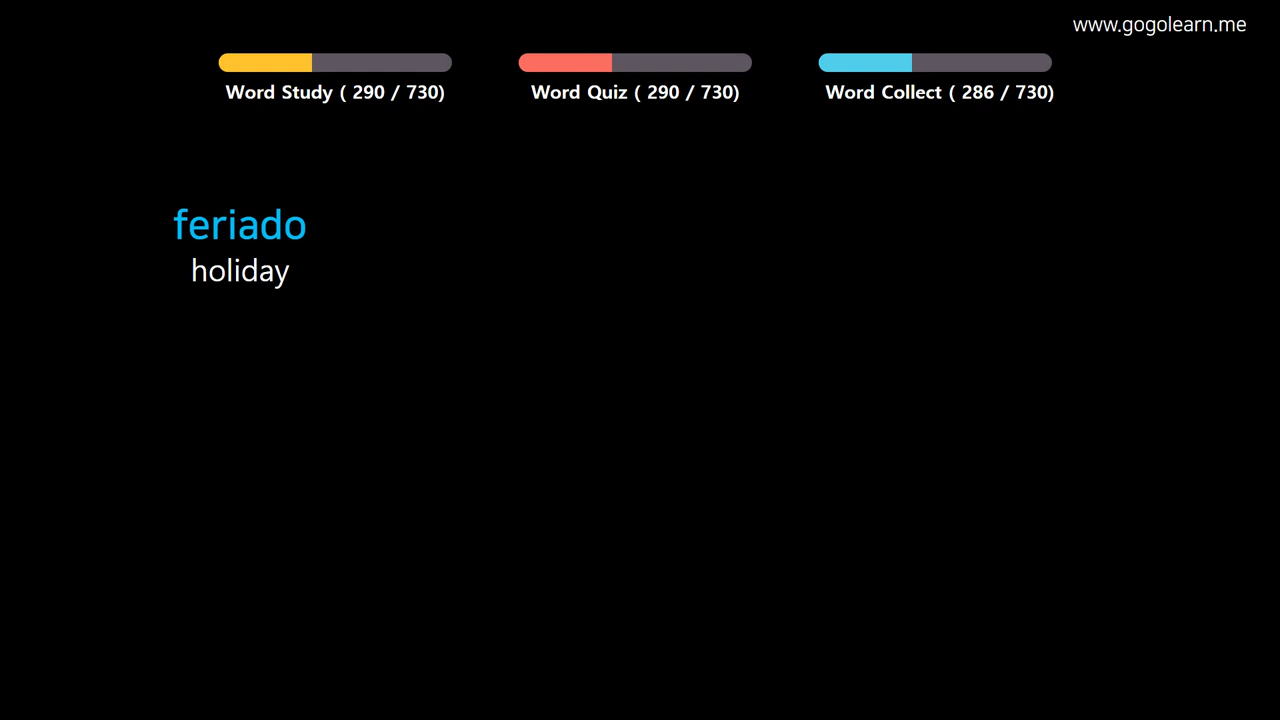 www.gogolearn.me
Word Study ( 290 / 730)
Word Quiz ( 290 / 730)
Word Collect ( 286 / 730)
feriado
holiday